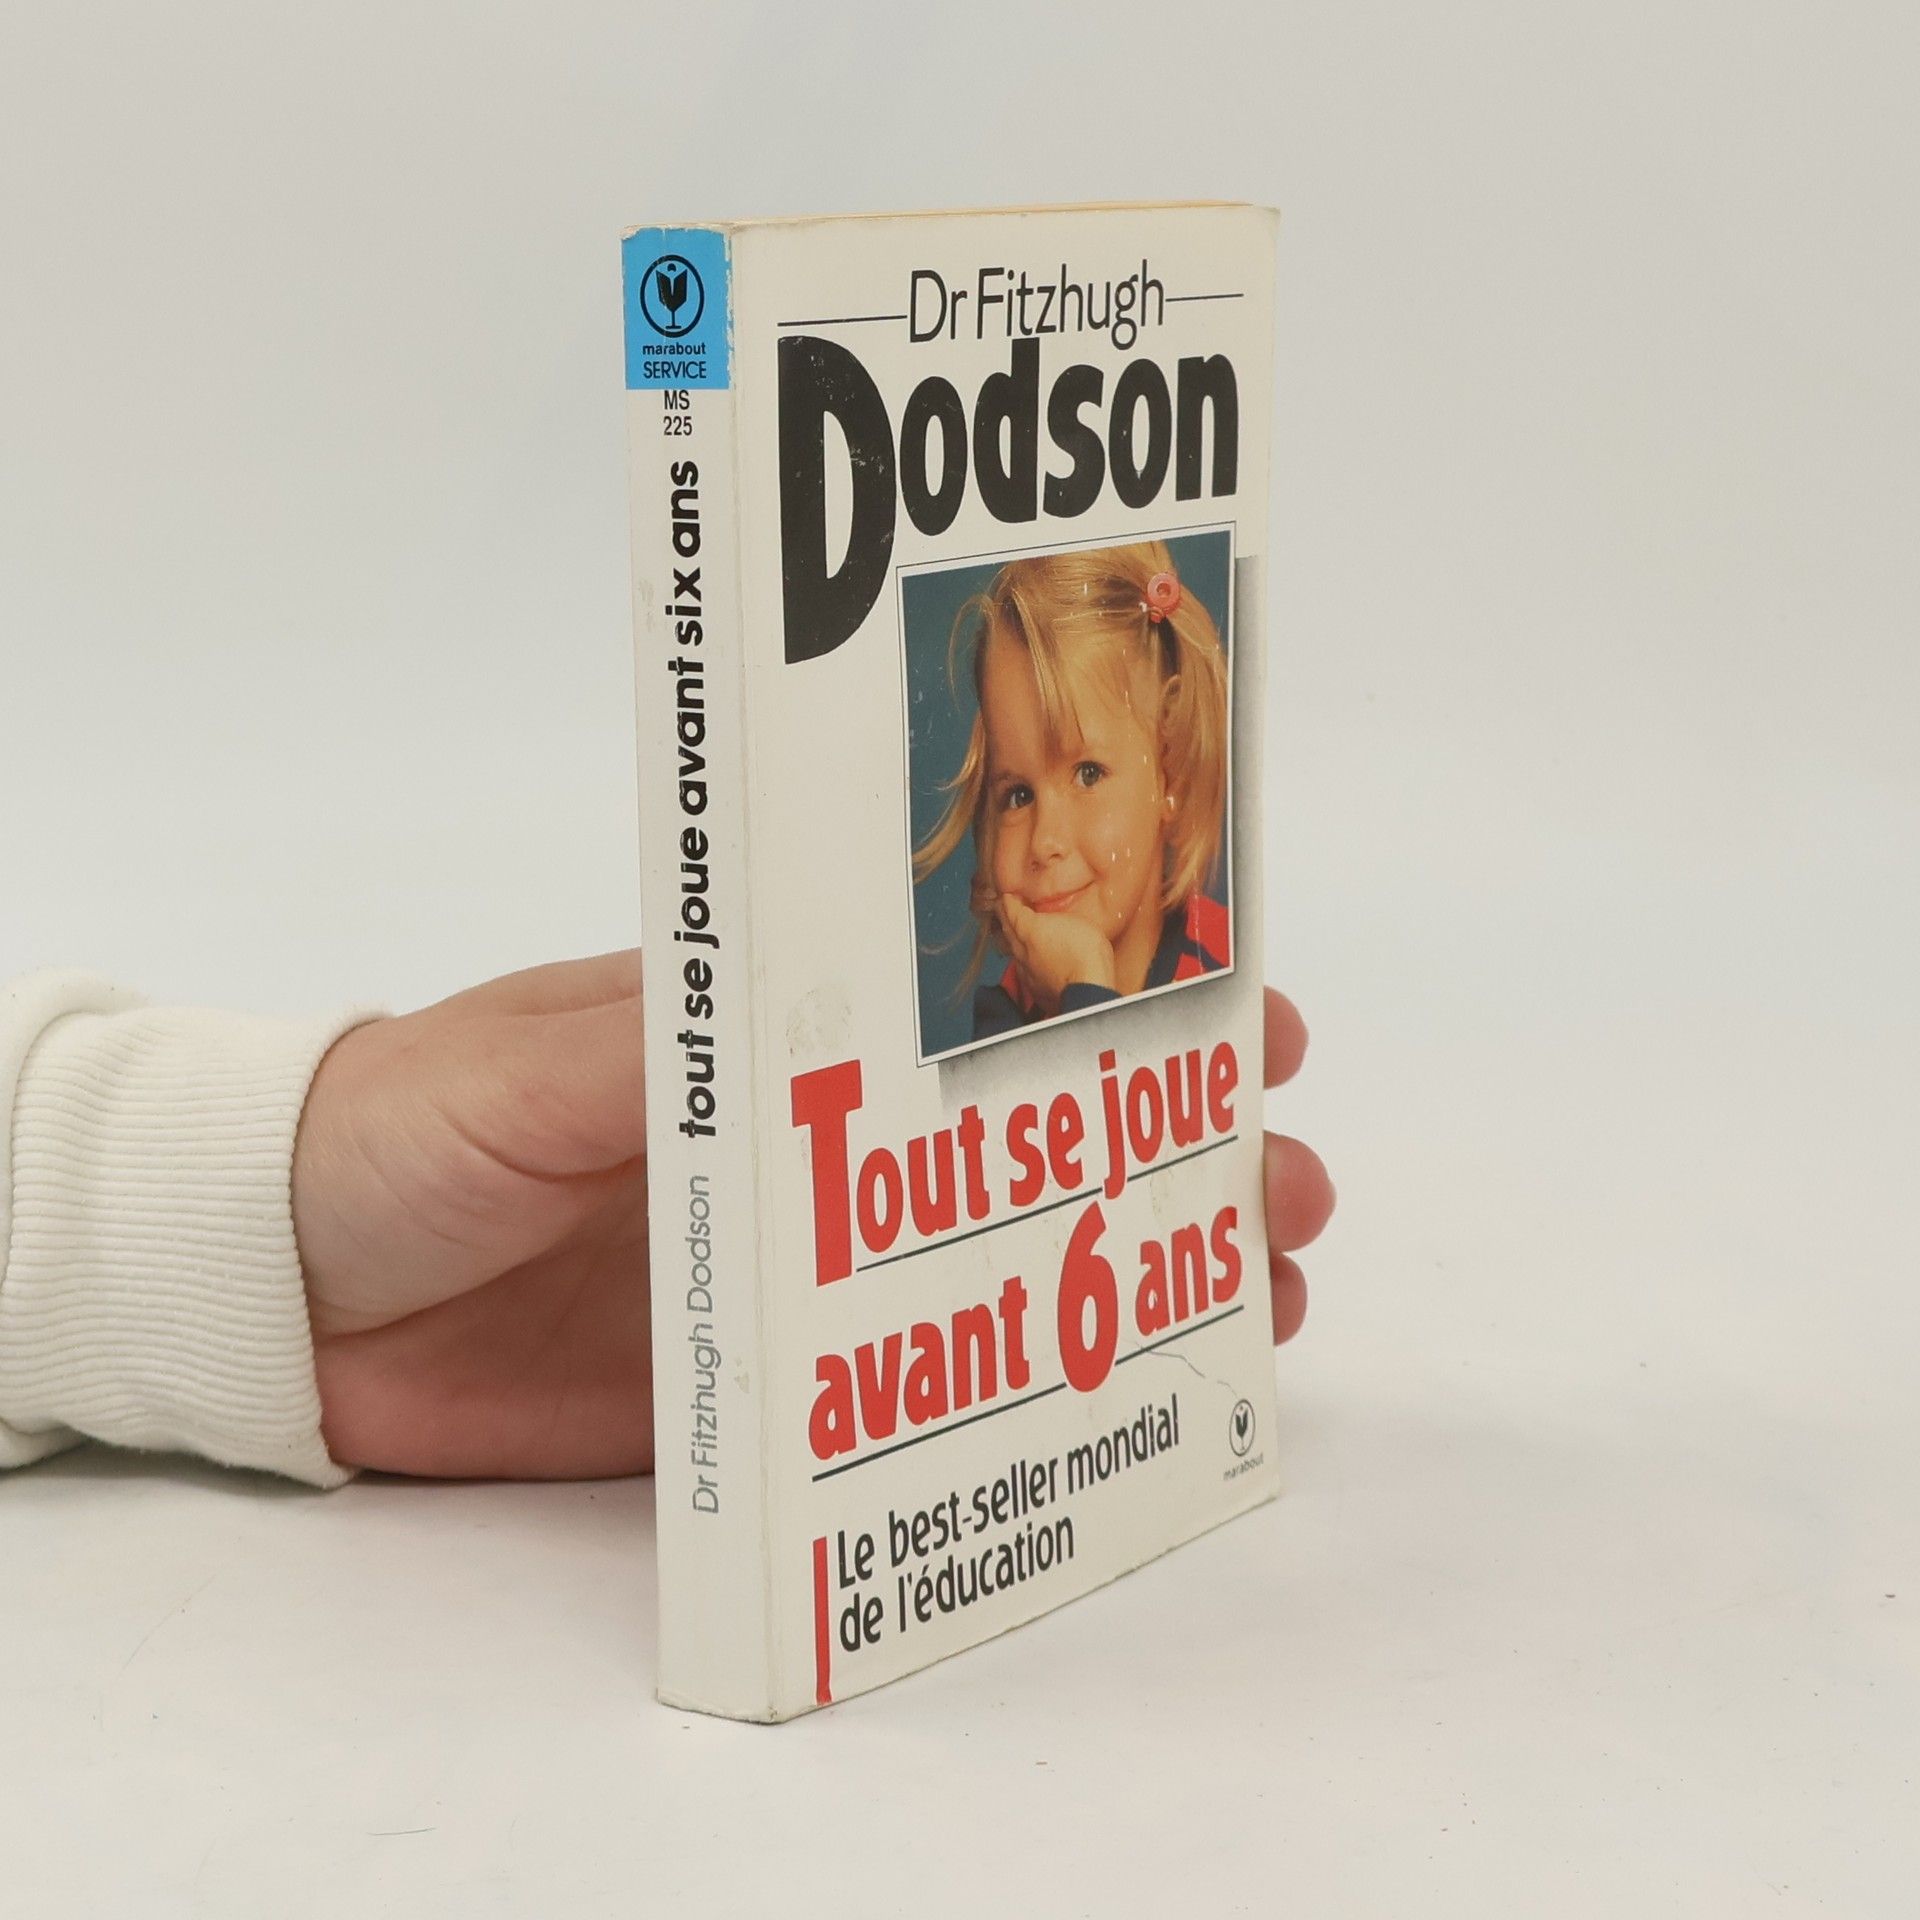 marabout
SERVICE
MS
225
Dr Fitzhugh Dodson tout se joue avant six ans
Dr Fitzhugh
Dodson
Tout se joue
avant 6 ans
Le best-seller mondial
de l'éducation
marabout